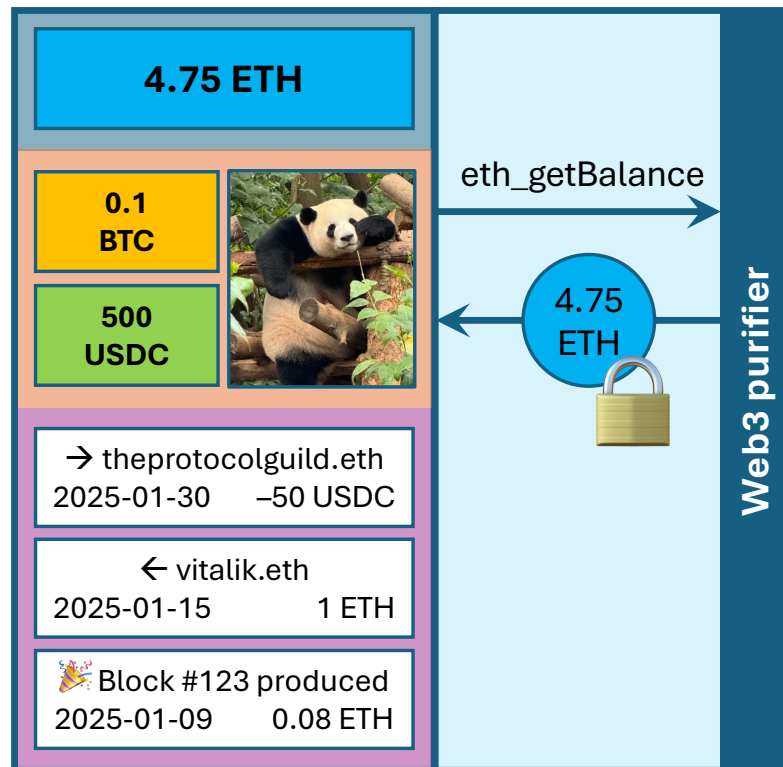 4.75 ETH
0.1
BTC
500
USDC
→ theprotocolguild.eth
2025-01-30 –50 USDC
← vitalik.eth
2025-01-15 1 ETH
🎉 Block #123 produced
2025-01-09 0.08 ETH
eth_getBalance
4.75
ETH
Web3 purifier